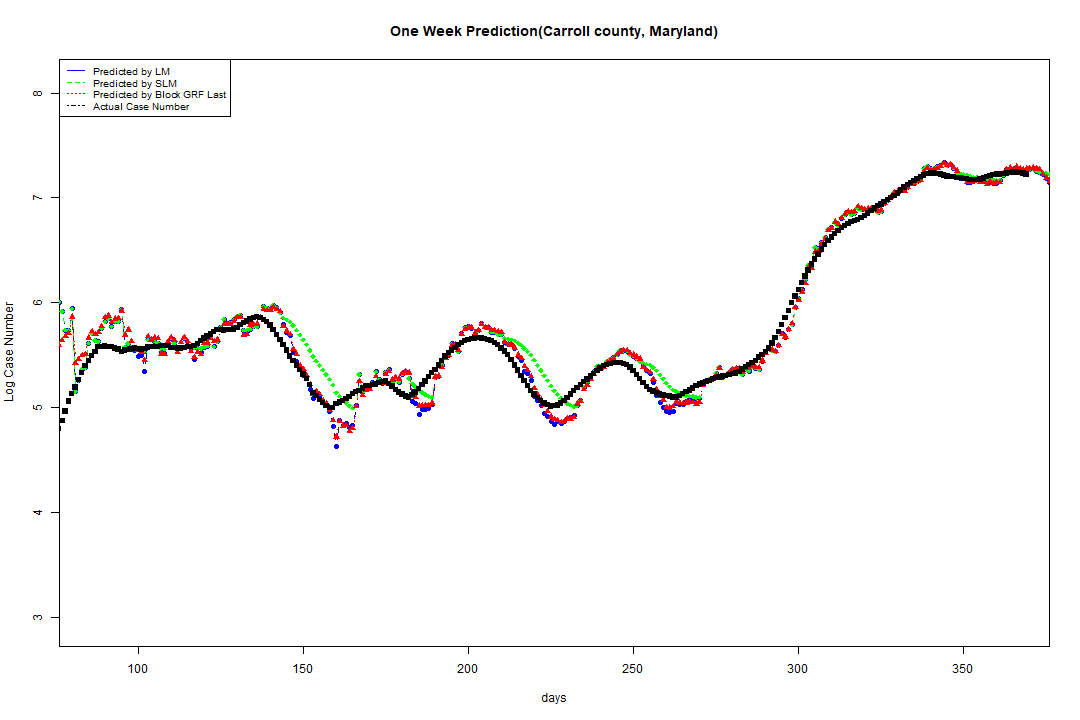 One Week Prediction(Carroll county, Maryland)
Predicted by LM
Predicted by SLM
Predicted by Block GRF Last
Actual Case Number
8
7
6
5
4
3
Log Case Number
100 150 200 250 300 350
days